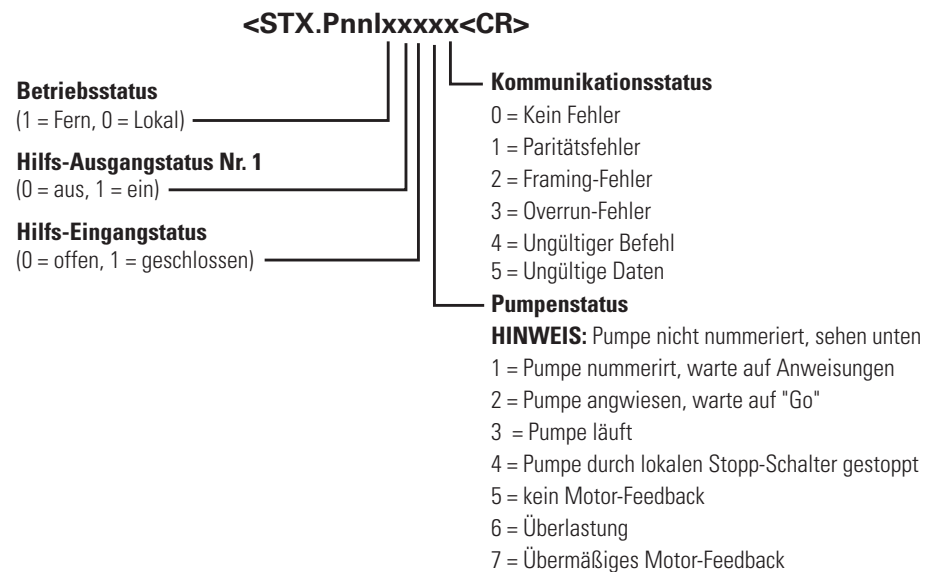 <STX.PnnIxxxxx<CR>
Betriebsstatus
(1 = Fern, 0 = Lokal)
Hilfs-Ausgangstatus Nr. 1
(0 = aus, 1 = ein)
Hilfs-Eingangstatus
(0 = offen, 1 = geschlossen)
Kommunikationsstatus
0 = Kein Fehler
1 = Paritätsfehler
2 = Framing-Fehler
3 = Overrun-Fehler
4 = Ungültiger Befehl
5 = Ungültige Daten
Pumpenstatus
HINWEIS: Pumpe nicht nummeriert, sehen unten
1 = Pumpe nummerirt, warte auf Anweisungen
2 = Pumpe angwiesen, warte auf "Go"
3 = Pumpe läuft
4 = Pumpe durch lokalen Stopp-Schalter gestoppt
5 = kein Motor-Feedback
6 = Überlastung
7 = Übermäßiges Motor-Feedback